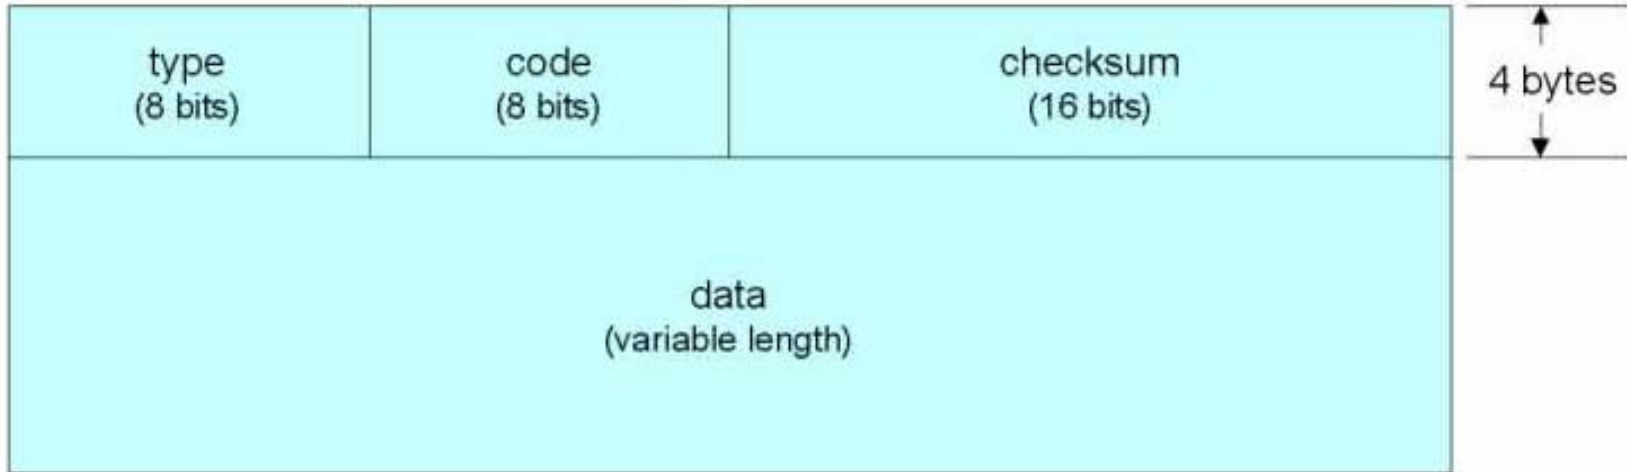 type
(8 bits)
code
(8 bits)
checksum
(16 bits)
4 bytes
data
(variable length)